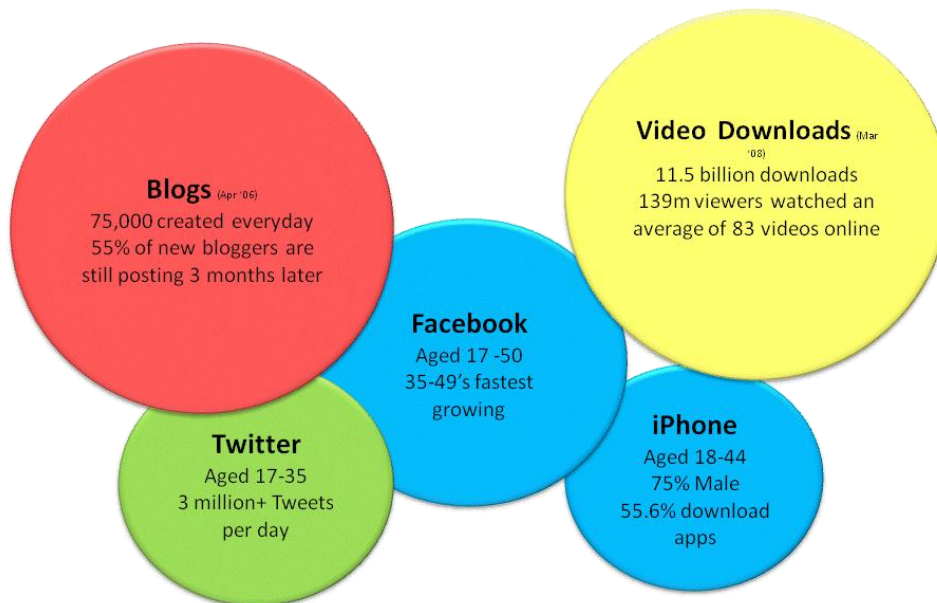 Blogs (Apr '06)
75,000 created everyday
55% of new bloggers are
still posting 3 months later
Video Downloads (Mar
'08)
11.5 billion downloads
139m viewers watched an
average of 83 videos online
Facebook
Aged 17 -50
35-49's fastest
growing
Twitter
Aged 17-35
3 million+ Tweets
per day
iPhone
Aged 18-44
75% Male
55.6% download
apps